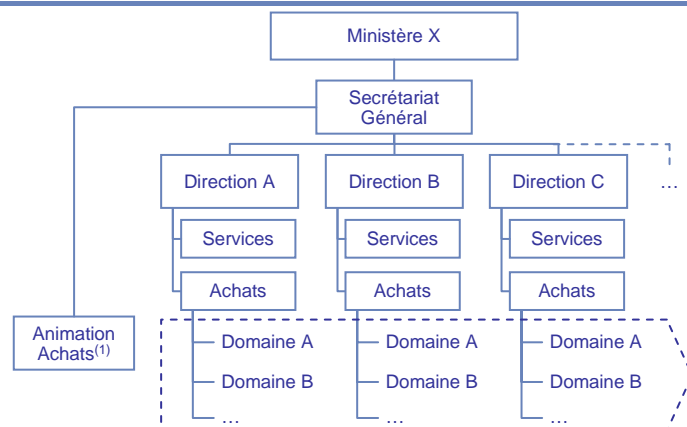 Ministère X
Secrétariat
Général
Direction A
Direction B
Direction C
…
Services
Services
Services
Achats
Achats
Achats
Animation
Achats(1)
Domaine A
Domaine A
Domaine A
Domaine B
Domaine B
Domaine B
…
…
…